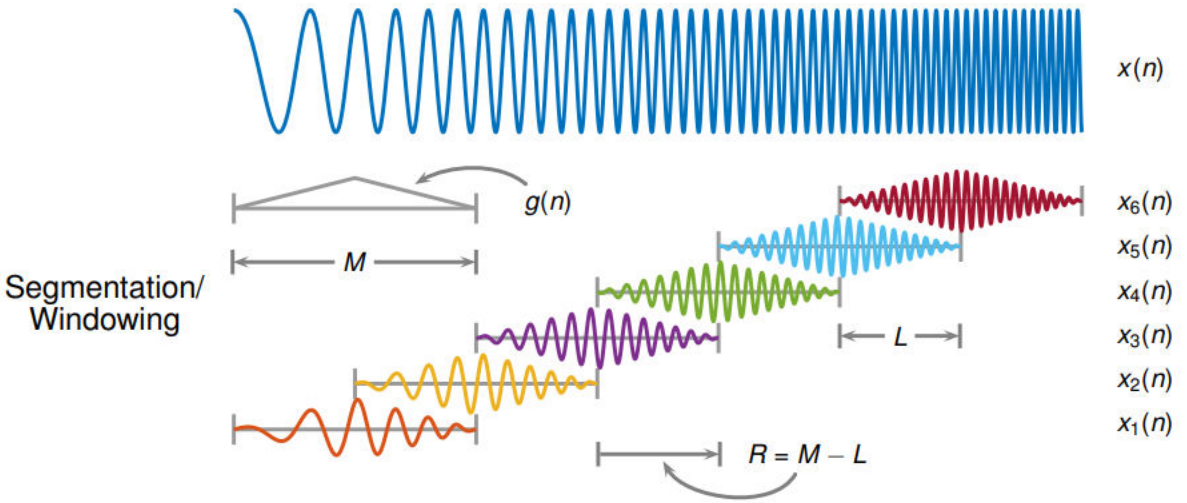 x(n)
g(n)
x₆(n)
x₅(n)
M
Segmentation/
Windowing
x₄(n)
L
x₃(n)
x₂(n)
x₁(n)
R = M − L